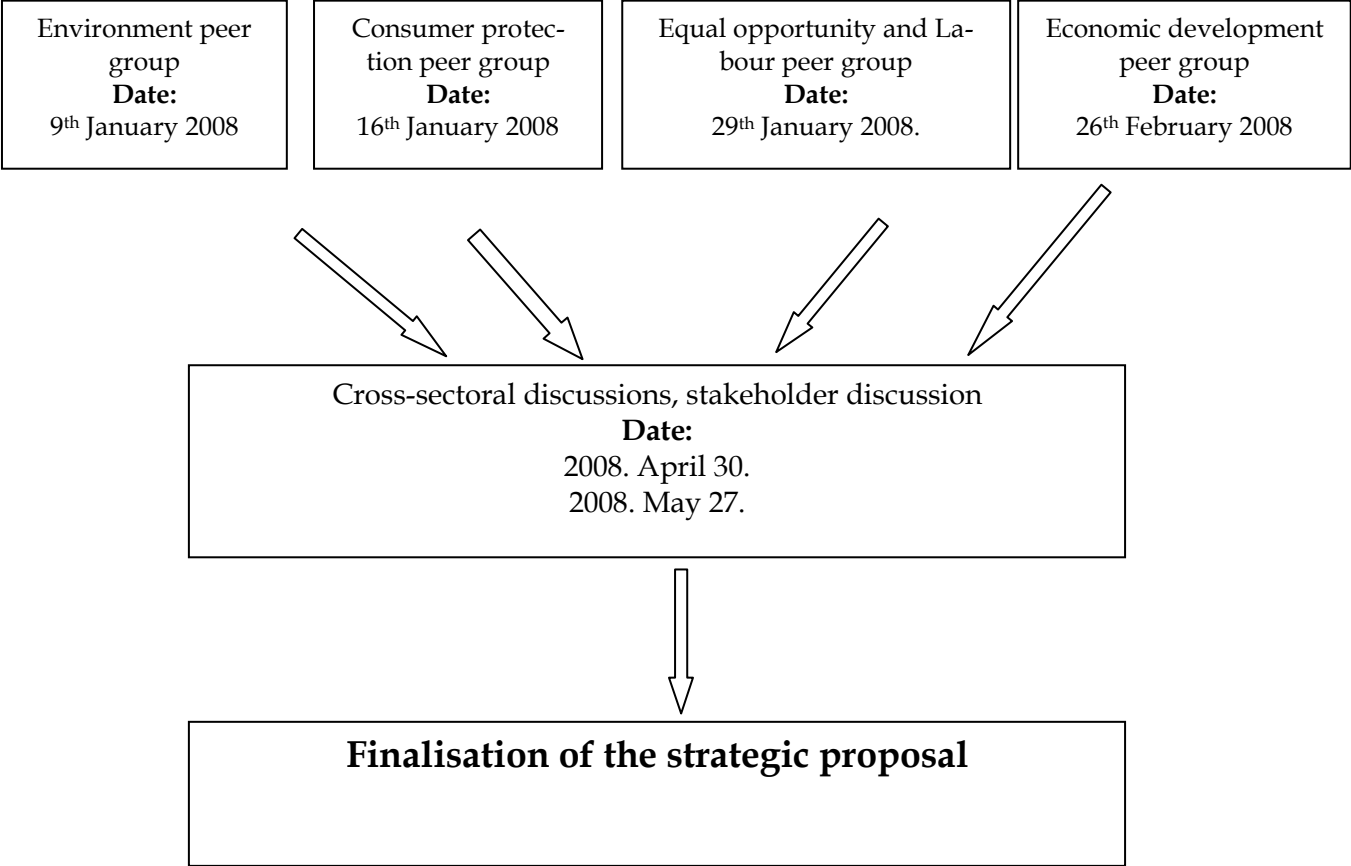 Environment peer
group
Date:
9th January 2008
Consumer protec-
tion peer group
Date:
16th January 2008
Equal opportunity and La-
bour peer group
Date:
29th January 2008.
Economic development
peer group
Date:
26th February 2008
Cross-sectoral discussions, stakeholder discussion
Date:
2008. April 30.
2008. May 27.
Finalisation of the strategic proposal